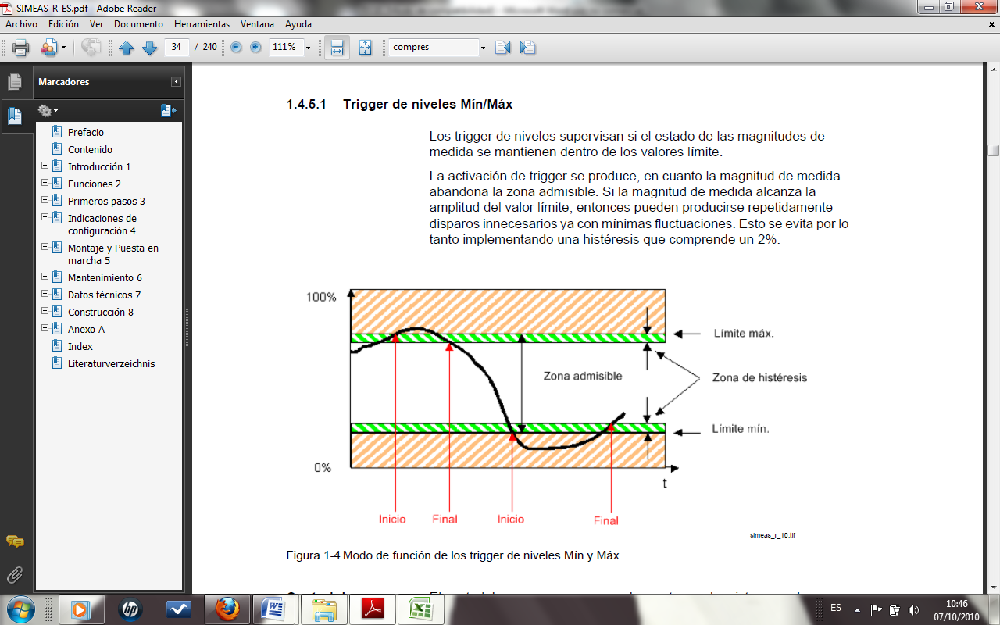 SIMEAS_R_ES.pdf - Adobe Reader
Archivo Edición Ver Documento Herramientas Ventana Ayuda
34 / 240 111% compres
Marcadores
Prefacio
Contenido
Introducción 1
Funciones 2
Primeros pasos 3
Indicaciones de
configuración 4
Montaje y Puesta en
marcha 5
Mantenimiento 6
Datos técnicos 7
Construcción 8
Anexo A
Index
Literaturverzeichnis
1.4.5.1 Trigger de niveles Mín/Máx
Los trigger de niveles supervisan si el estado de las magnitudes de
medida se mantienen dentro de los valores límite.
La activación de trigger se produce, en cuanto la magnitud de medida
abandona la zona admisible. Si la magnitud de medida alcanza la
amplitud del valor límite, entonces pueden producirse repetidamente
disparos innecesarios ya con mínimas fluctuaciones. Esto se evita por lo
tanto implementando una histéresis que comprende un 2%.
100%
Límite máx.
Zona admisible
Zona de histéresis
Límite mín.
0%
t
Inicio Final Inicio Final
simeas_r_10.tif
Figura 1-4 Modo de función de los trigger de niveles Mín y Máx
ES
10:46
07/10/2010